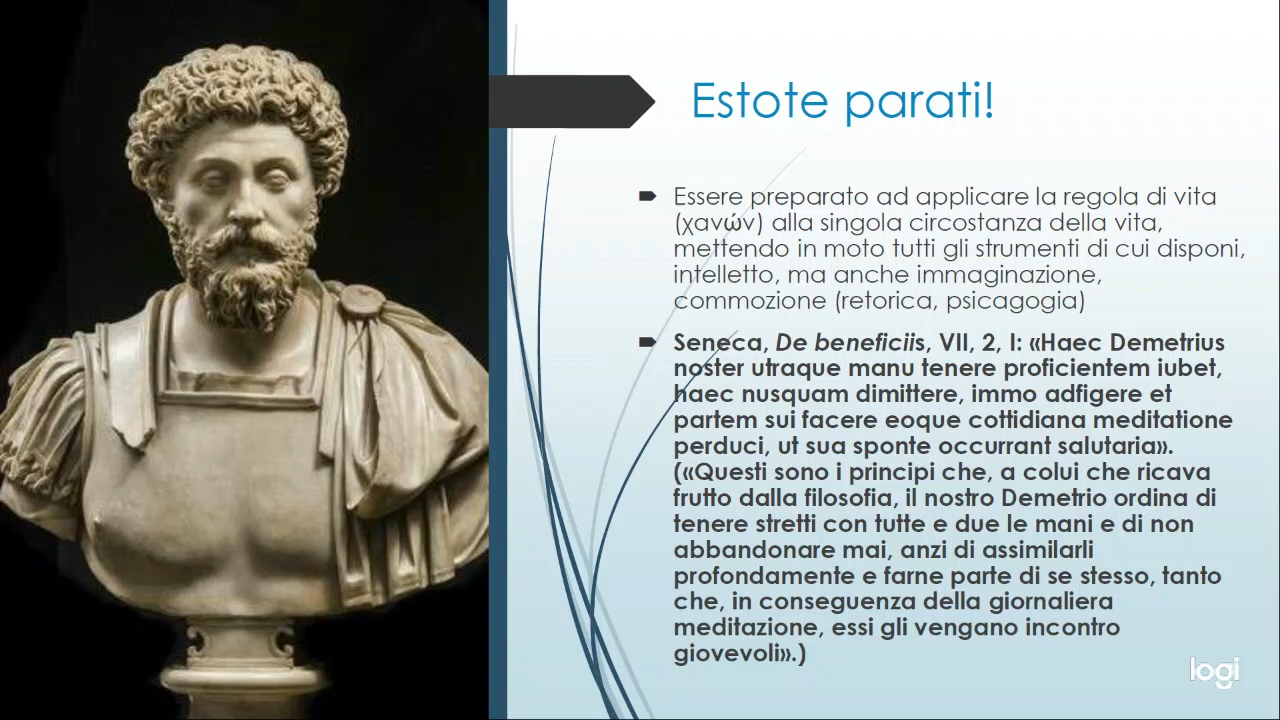 Estote parati!
Essere preparato ad applicare la regola di vita
(χανών) alla singola circostanza della vita,
mettendo in moto tutti gli strumenti di cui disponi,
intelletto, ma anche immaginazione,
commozione (retorica, psicagogia)
Seneca, De beneficiis, VII, 2, I: «Haec Demetrius
noster utraque manu tenere proficientem iubet,
haec nusquam dimittere, immo adfigere et
partem sui facere eoque cottidiana meditatione
perduci, ut sua sponte occurrant salutaria».
(«Questi sono i principi che, a colui che ricava
frutto dalla filosofia, il nostro Demetrio ordina di
tenere stretti con tutte e due le mani e di non
abbandonare mai, anzi di assimilarli
profondamente e farne parte di se stesso, tanto
che, in conseguenza della giornaliera
meditazione, essi gli vengano incontro
giovevoli».)
logi